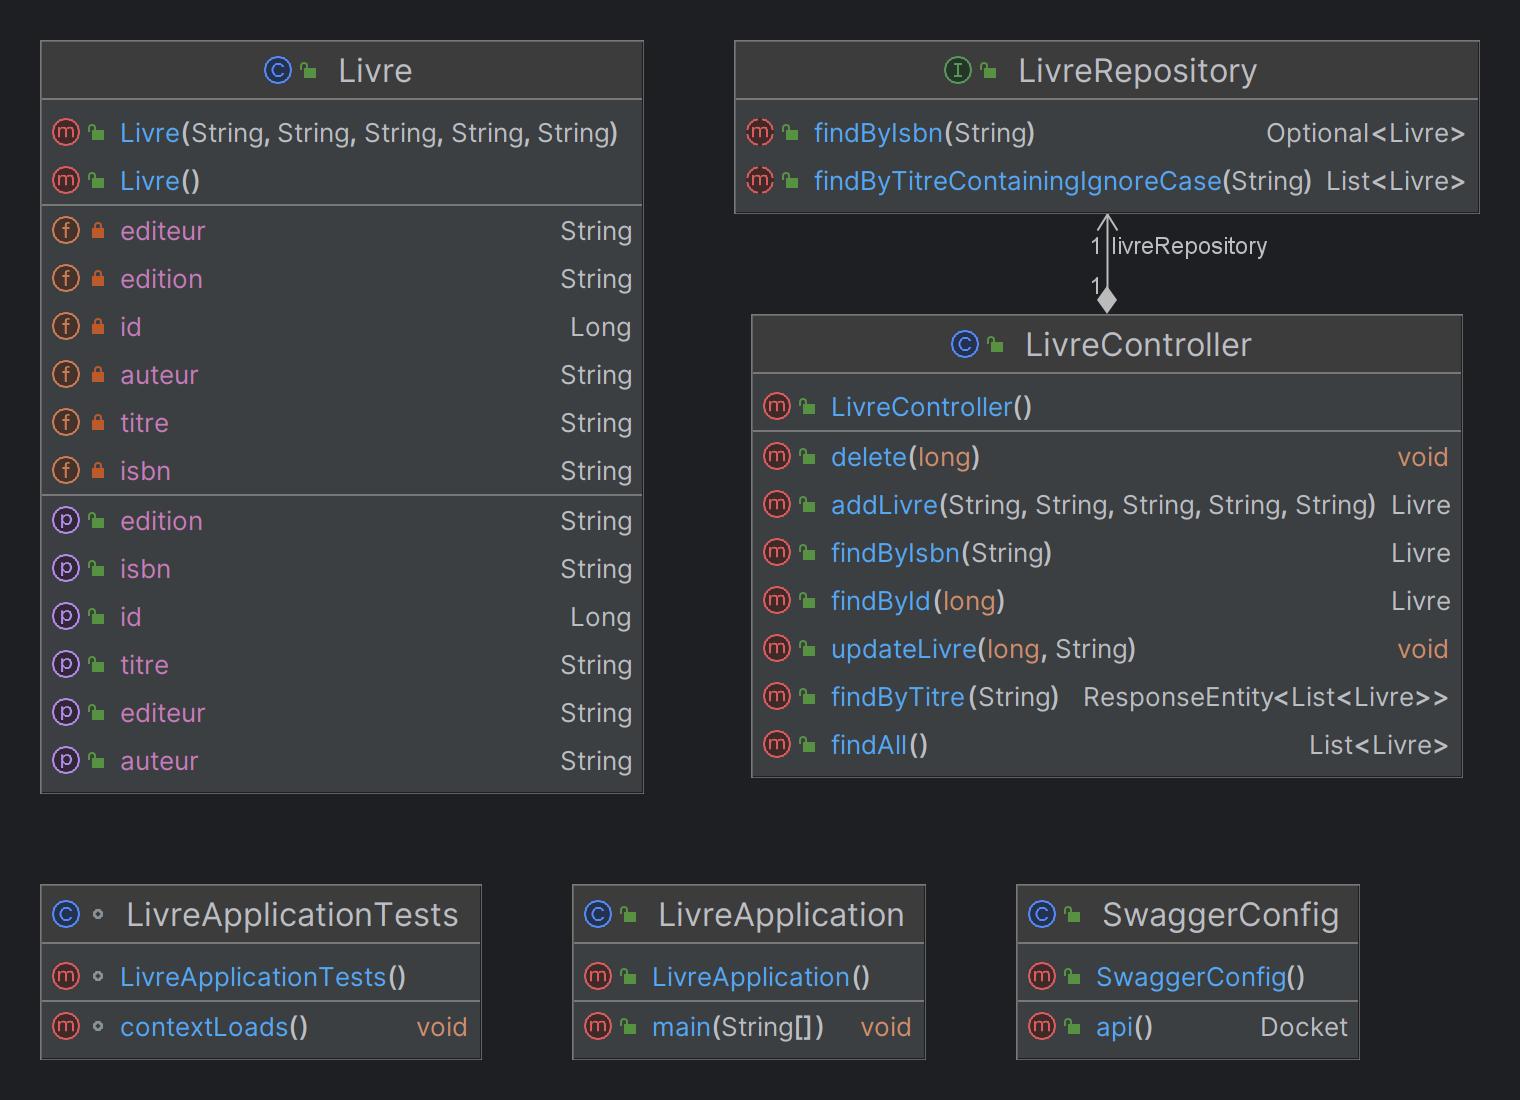 Livre
Livre(String, String, String, String, String)
Livre()
editeur String
edition String
id Long
auteur String
titre String
isbn String
edition String
isbn String
id Long
titre String
editeur String
auteur String
LivreRepository
findByIsbn(String) Optional<Livre>
findByTitreContainingIgnoreCase(String) List<Livre>
1 livreRepository
1
LivreController
LivreController()
delete(long) void
addLivre(String, String, String, String, String) Livre
findByIsbn(String) Livre
findById(long) Livre
updateLivre(long, String) void
findByTitre(String) ResponseEntity<List<Livre>>
findAll() List<Livre>
LivreApplicationTests
LivreApplicationTests()
contextLoads() void
LivreApplication
LivreApplication()
main(String[]) void
SwaggerConfig
SwaggerConfig()
api() Docket